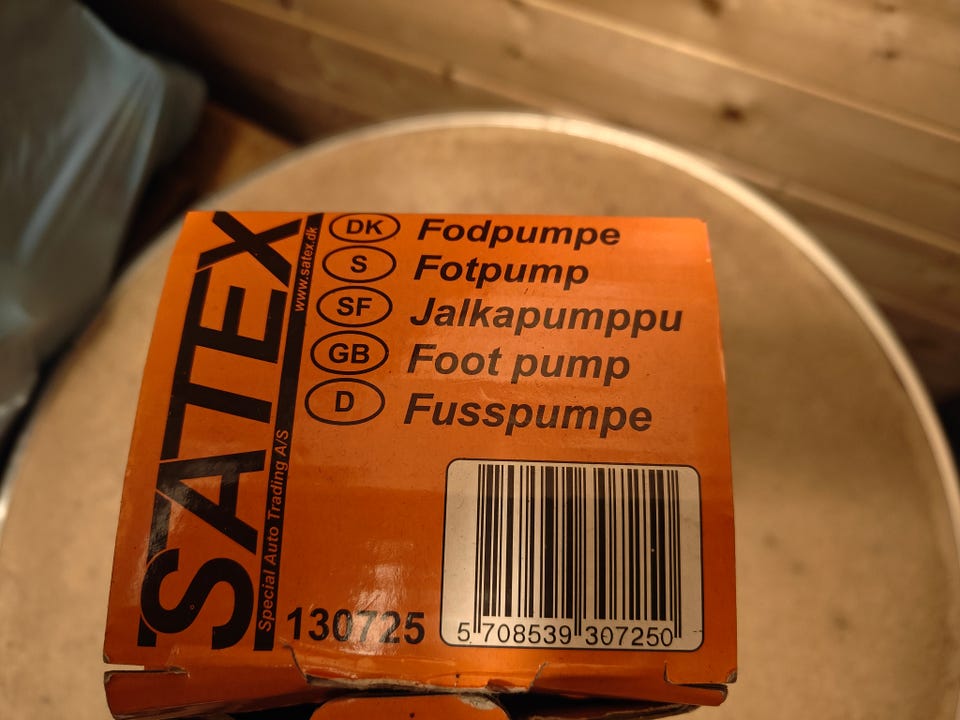 SATEX
www.satex.dk
Special Auto Trading A/S
DK Fodpumpe
S Fotpump
SF Jalkapumppu
GB Foot pump
D Fusspumpe
130725
5 708539 307250